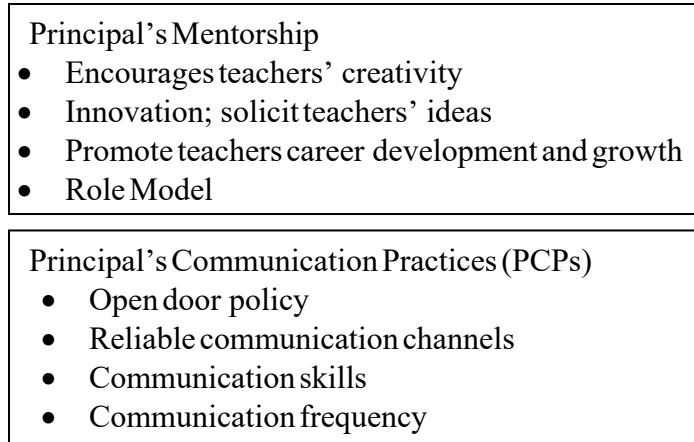 Principal's Mentorship
• Encourages teachers' creativity
• Innovation; solicit teachers' ideas
• Promote teachers career development and growth
• Role Model
Principal's Communication Practices (PCPs)
• Open door policy
• Reliable communication channels
• Communication skills
• Communication frequency